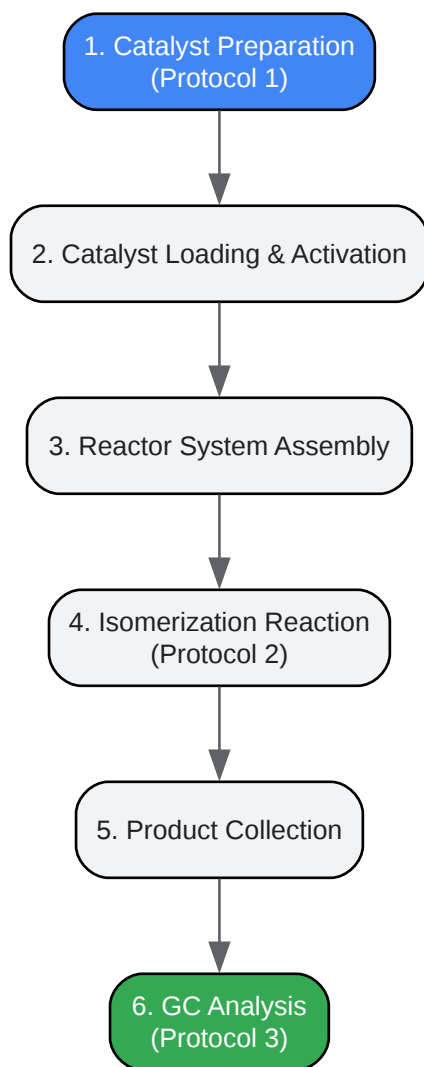 1. Catalyst Preparation
(Protocol 1)
2. Catalyst Loading & Activation
3. Reactor System Assembly
4. Isomerization Reaction
(Protocol 2)
5. Product Collection
6. GC Analysis
(Protocol 3)